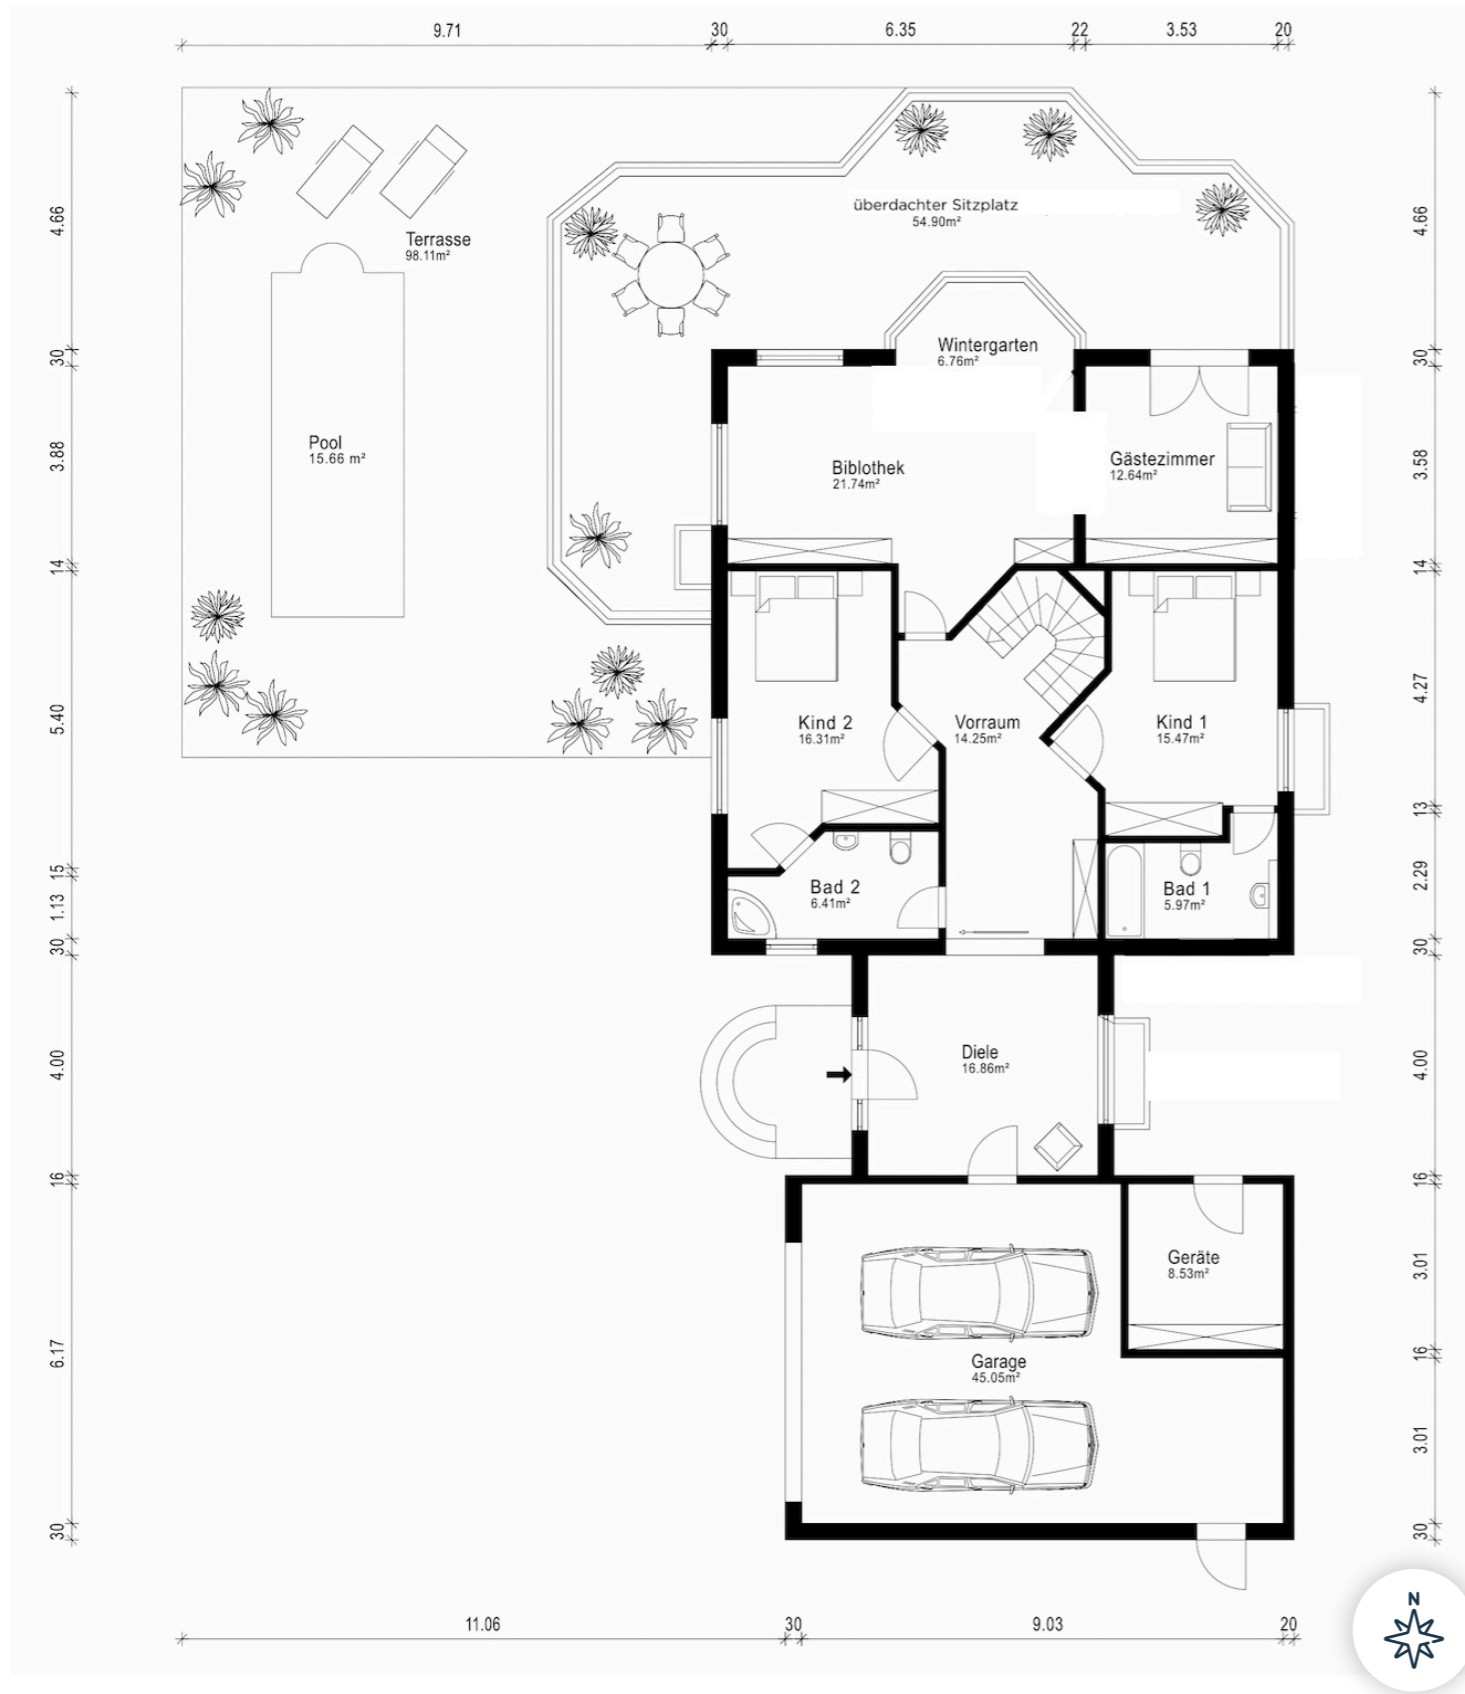 9.71
30
6.35
22
3.53
20
4.66
30
3.88
14
5.40
15
1.13
30
4.00
16
6.17
30
4.66
30
3.58
14
4.27
13
2.29
30
4.00
16
3.01
16
3.01
30
überdachter Sitzplatz
54.90m²
Terrasse
98.11m²
Wintergarten
6.76m²
Pool
15.66 m²
Biblothek
21.74m²
Gästezimmer
12.64m²
Kind 2
16.31m²
Vorraum
14.25m²
Kind 1
15.47m²
Bad 2
6.41m²
Bad 1
5.97m²
Diele
16.86m²
Geräte
8.53m²
Garage
45.05m²
11.06
30
9.03
20
N